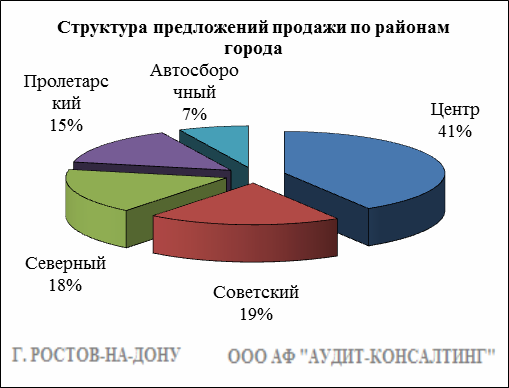 Структура предложений продажи по районам
города
Автосборо
чный
7%
Пролетарс
кий
15%
Центр
41%
Северный
18%
Советский
19%
Г. РОСТОВ-НА-ДОНУ ООО АФ "АУДИТ-КОНСАЛТИНГ"